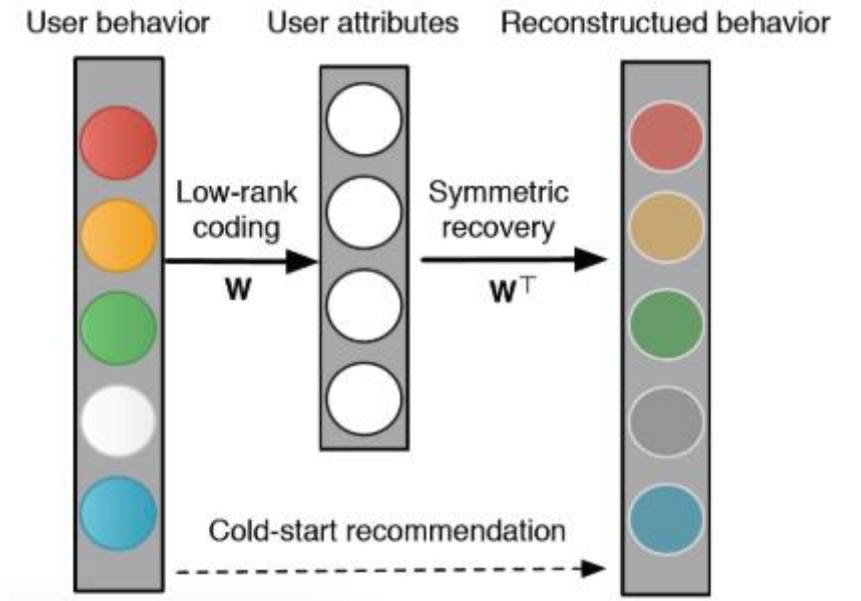 User behavior
User attributes
Reconstructued behavior
Low-rank
coding
W
Symmetric
recovery
W⊤
Cold-start recommendation